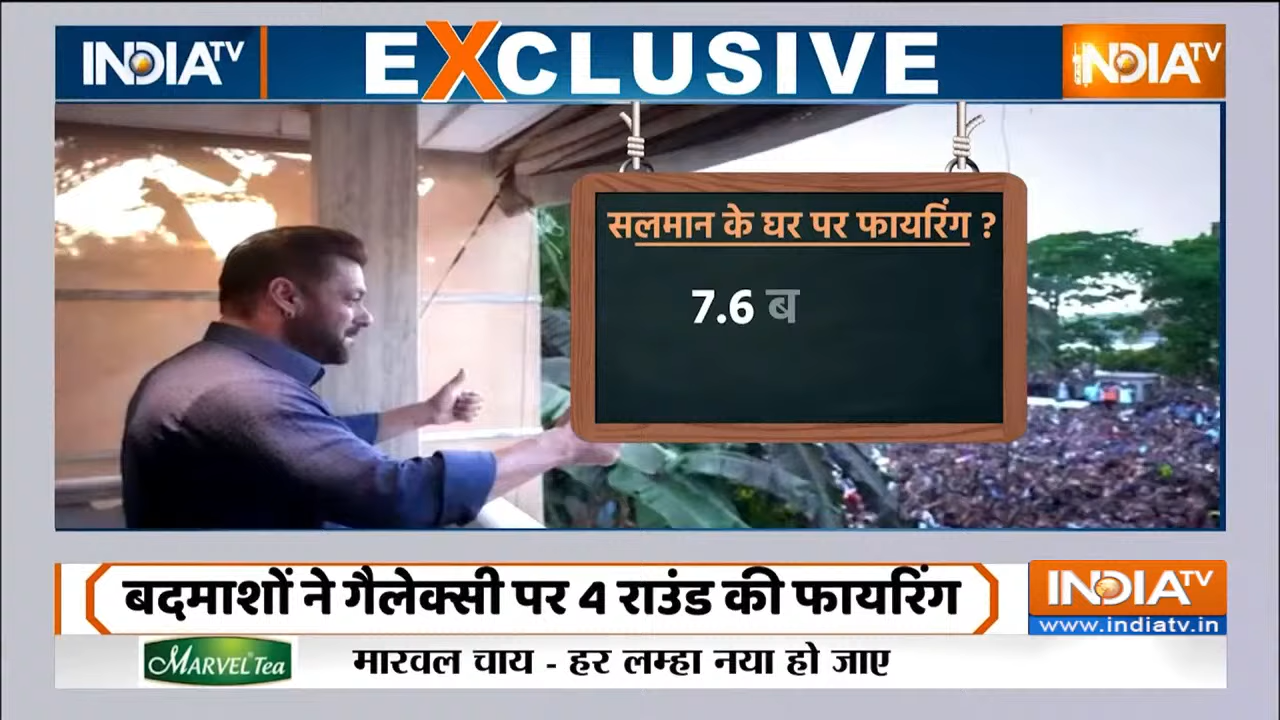 INDIA TV
EXCLUSIVE
INDIA TV
सलमान के घर पर फायरिंग ?
7.6 ब
बदमाशों ने गैलेक्सी पर 4 राउंड की फायरिंग
INDIA TV
www.indiatv.in
MARVEL TEA
मारवल चाय - हर लम्हा नया हो जाए